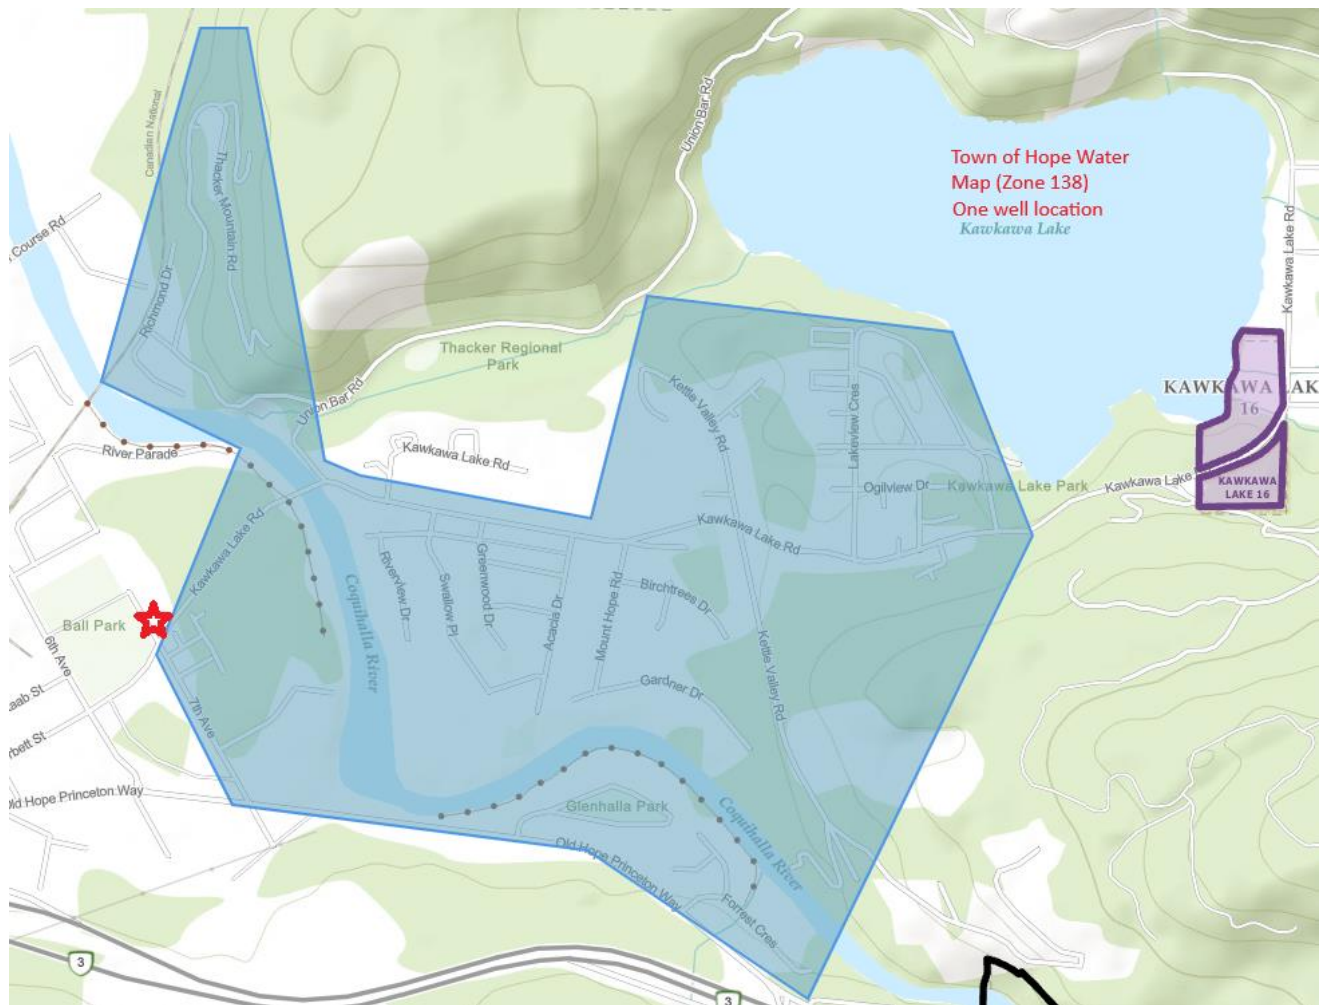 Canadian National
Thacker Mountain Rd
Richmond Dr
Course Rd
Union Bar Rd
Town of Hope Water
Map (Zone 138)
One well location
Kawkawa Lake
Kawkawa Lake Rd
Thacker Regional
Park
Union Bar Rd
KAWKAWA LAK
16
River Parade
Kawkawa Lake Rd
Kettle Valley Rd
Lakeview Cres
Ogilview Dr
Kawkawa Lake Park
Kawkawa Lake
KAWKAWA
LAKE 16
Kawkawa Lake Rd
Kawkawa Lake Rd
Coquihalla River
Riverview Dr
Swallow Pl
Greenwood Dr
Acacia Dr
Mount Hope Rd
Birchtrees Dr
Gardner Dr
Kettle Valley Rd
Ball Park
6th Ave
7th Ave
aab St
rbett St
ld Hope Princeton Way
Glenhalla Park
Coquihalla River
Old Hope Princeton Way
Forrest Cres
3
3